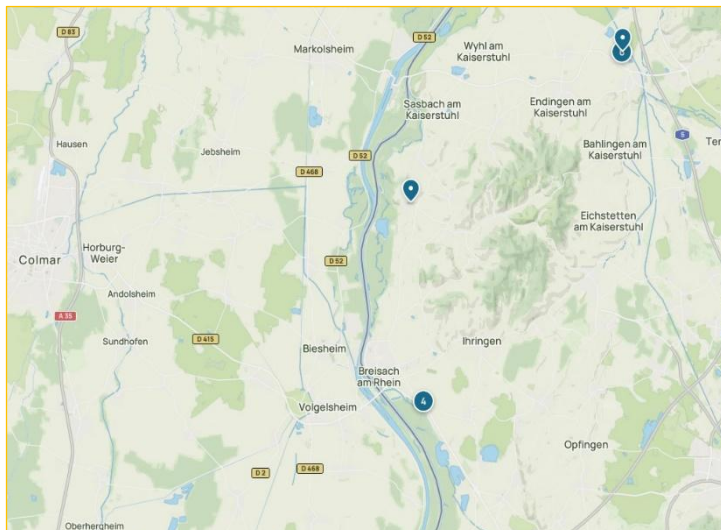 D 83
D 52
Markolsheim
Wyhl am
Kaiserstuhl
Sasbach am
Kaiserstuhl
Endingen am
Kaiserstuhl
5
Hausen
Jebsheim
D 52
D 468
Bahlingen am
Kaiserstuhl
Ter
Eichstetten
am Kaiserstuhl
Colmar
Horburg-
Weier
D 52
Andolsheim
A 35
Sundhofen
D 415
Biesheim
Ihringen
Breisach
am Rhein
4
Volgelsheim
Opfingen
D 2
D 468
Oberhergheim